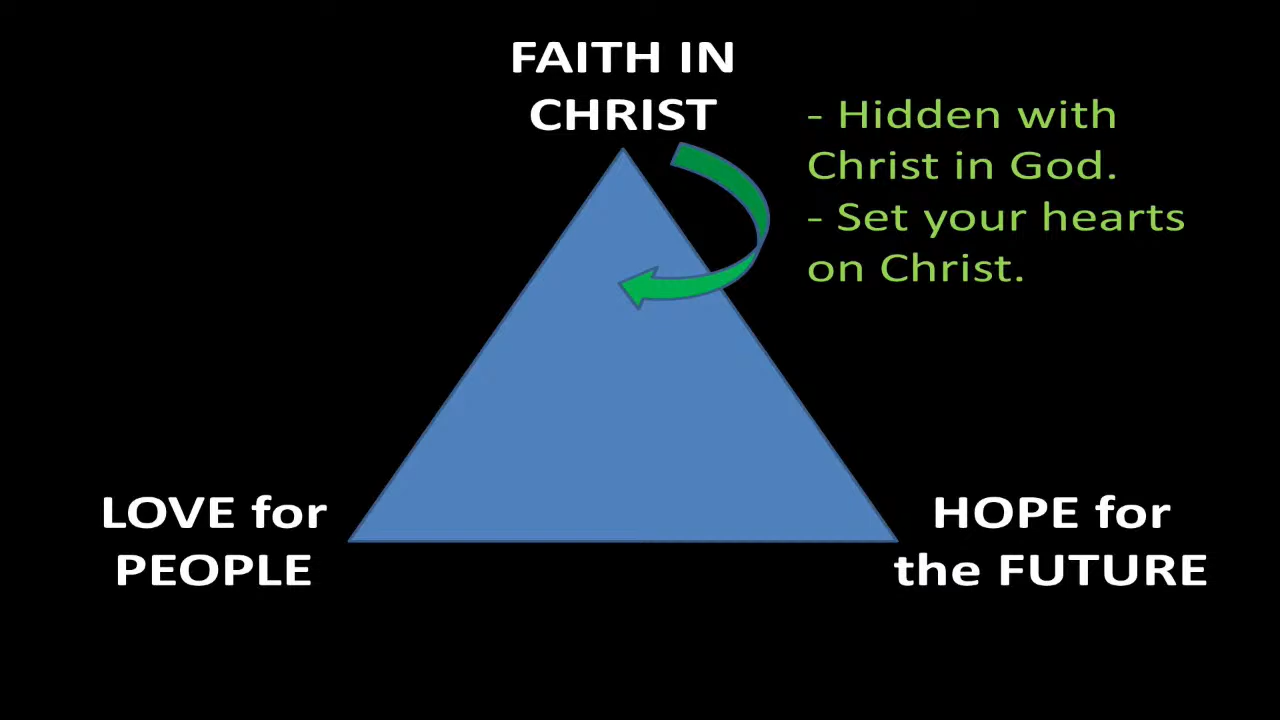 FAITH IN
CHRIST
- Hidden with
Christ in God.
- Set your hearts
on Christ.
LOVE for
PEOPLE
HOPE for
the FUTURE